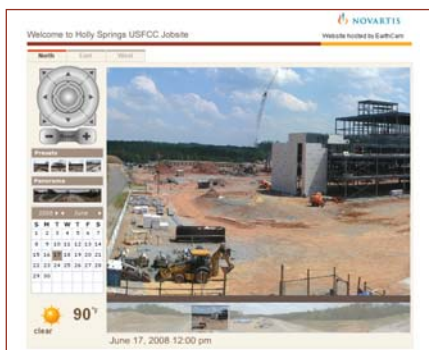 NOVARTIS
Welcome to Holly Springs USFCC Jobsite
Website hosted by EarthCam
North East West
Presets
Panorama
2008 June
S M T W T F S
1 2 3 4 5 6 7
8 9 10 11 12 13 14
15 16 17 18 19 20 21
22 23 24 25 26 27 28
29 30
90°F
clear
June 17, 2008 12:00 pm